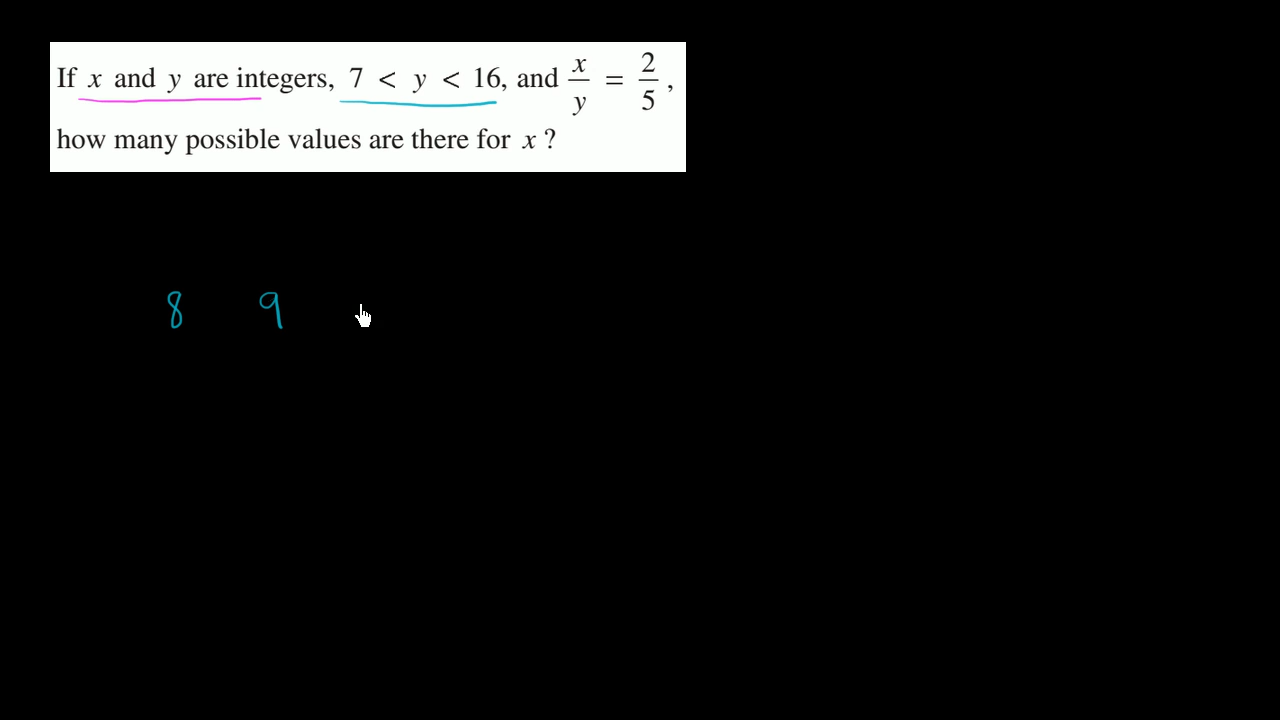 If x and y are integers, 7 < y < 16, and x/y = 2/5,
how many possible values are there for x ?
8 9